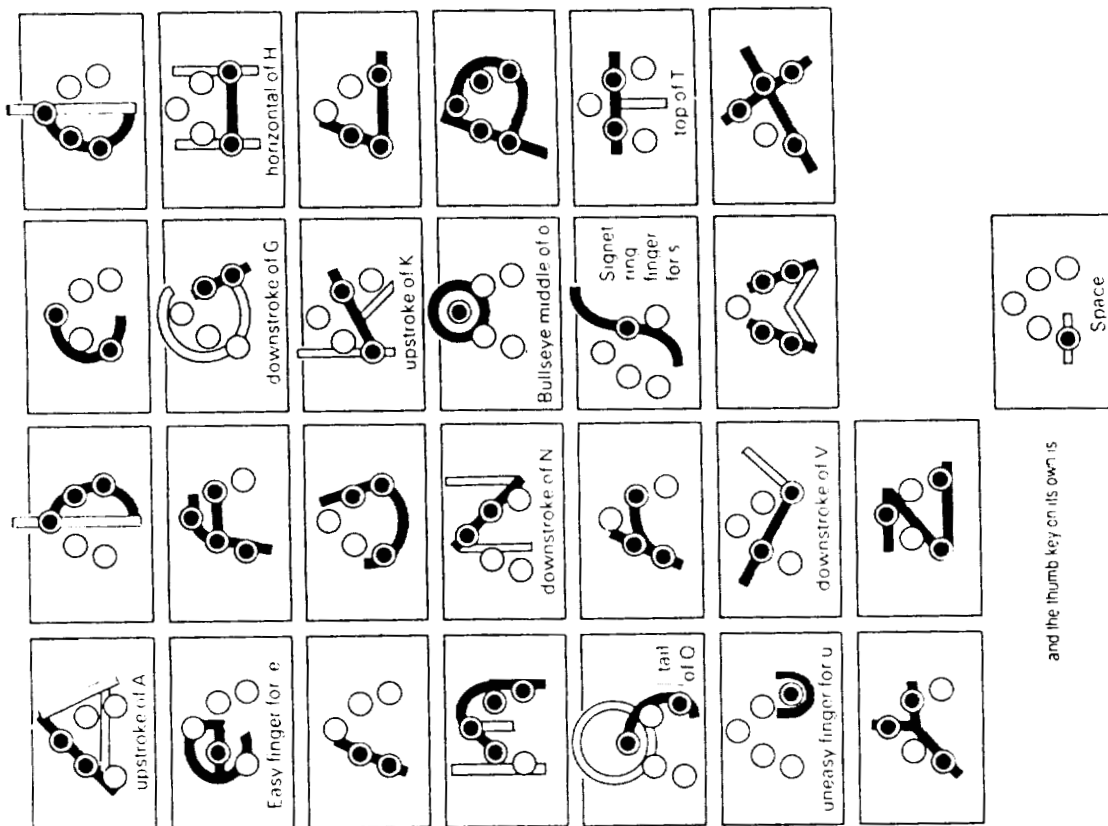 upstroke of A
Easy finger for e
downstroke of G
horizontal of H
upstroke of K
downstroke of N
Bullseye middle of o
tail
of Q
Signet
ring
finger
for s
top of T
uneasy finger for u
downstroke of V
and the thumb key on its own is
Space